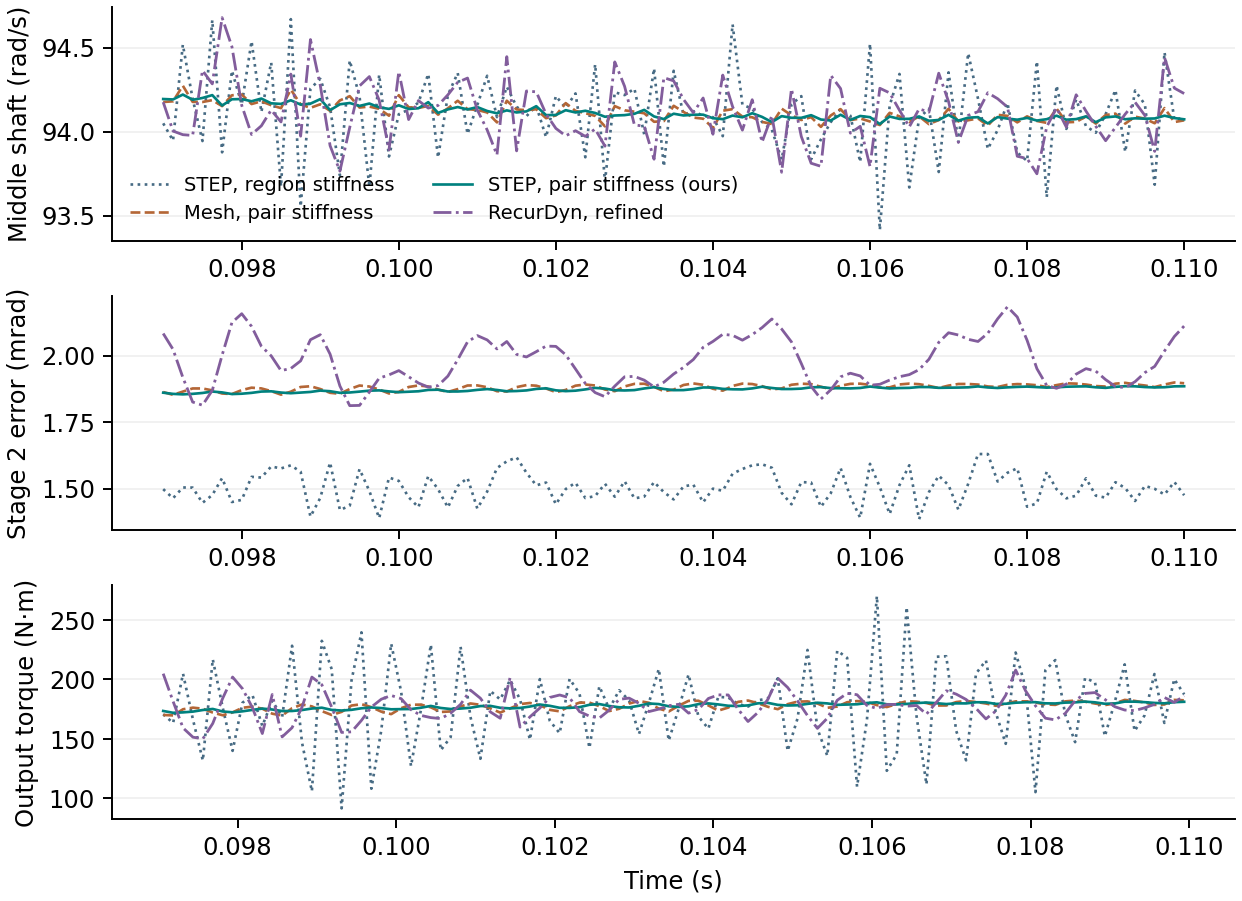 Middle shaft (rad/s)
94.5
94.0
93.5
STEP, region stiffness
Mesh, pair stiffness
STEP, pair stiffness (ours)
RecurDyn, refined
0.098 0.100 0.102 0.104 0.106 0.108 0.110
Stage 2 error (mrad)
2.00
1.75
1.50
0.098 0.100 0.102 0.104 0.106 0.108 0.110
Output torque (N·m)
250
200
150
100
0.098 0.100 0.102 0.104 0.106 0.108 0.110
Time (s)